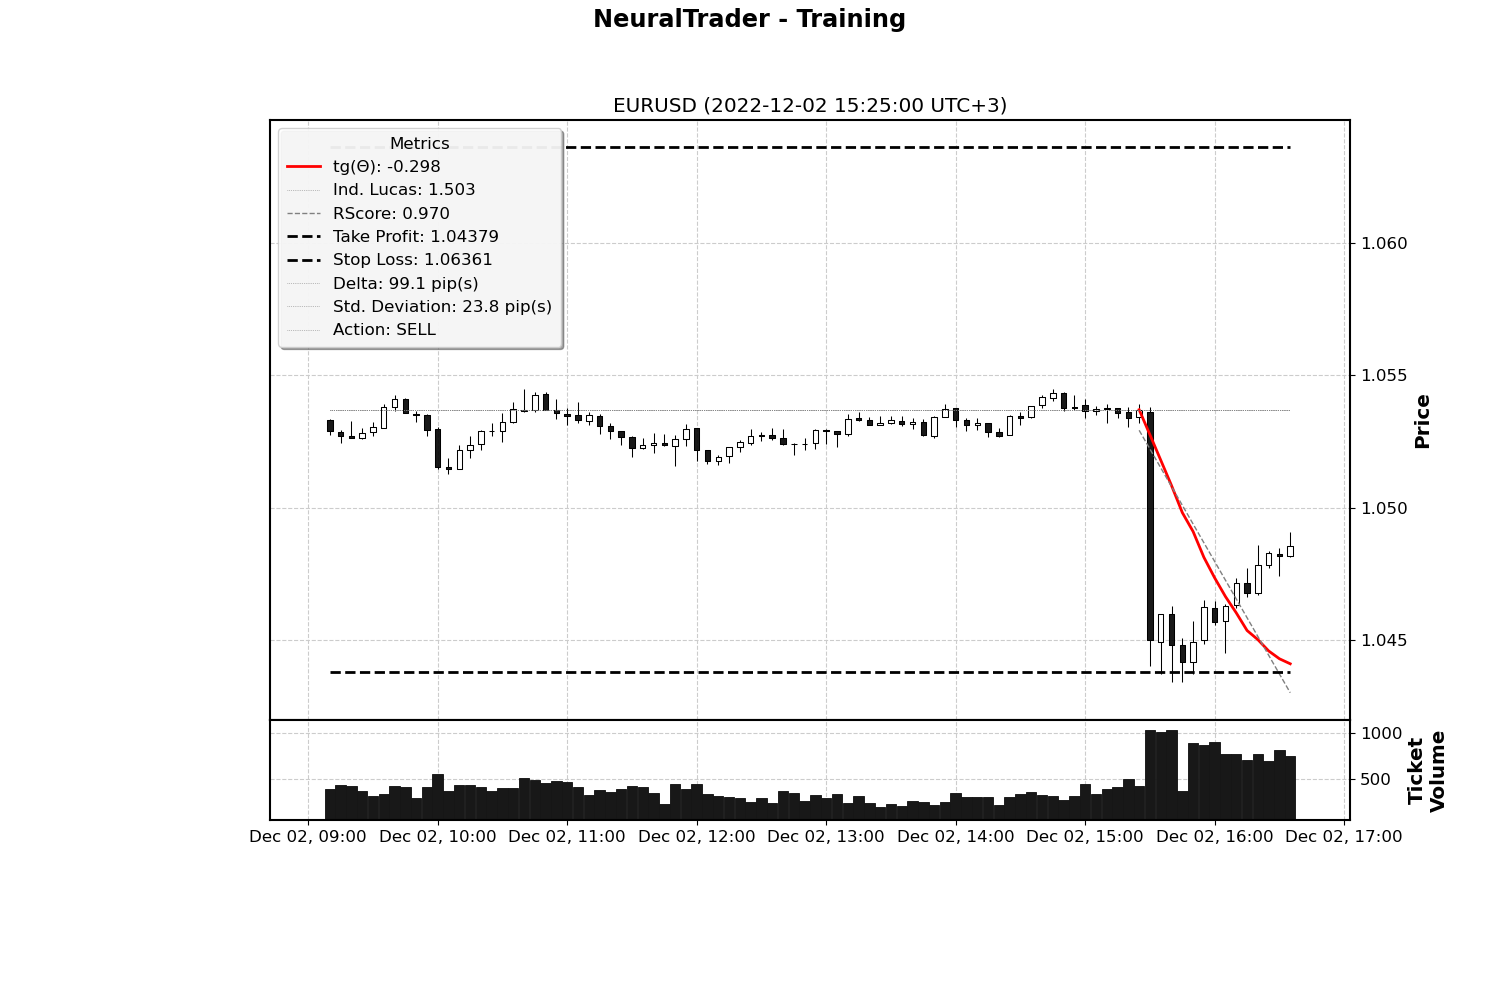 NeuralTrader - Training
EURUSD (2022-12-02 15:25:00 UTC+3)
Metrics
tg(Θ): -0.298
Ind. Lucas: 1.503
RScore: 0.970
Take Profit: 1.04379
Stop Loss: 1.06361
Delta: 99.1 pip(s)
Std. Deviation: 23.8 pip(s)
Action: SELL
1.060
1.055
1.050
1.045
Price
1000
500
Ticket
Volume
Dec 02, 09:00 Dec 02, 10:00 Dec 02, 11:00 Dec 02, 12:00 Dec 02, 13:00 Dec 02, 14:00 Dec 02, 15:00 Dec 02, 16:00 Dec 02, 17:00